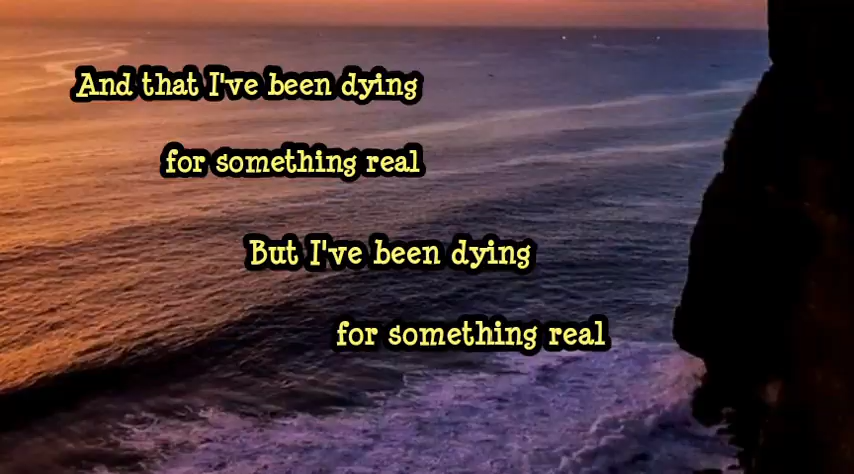 And that I've been dying
for something real
But I've been dying
for something real